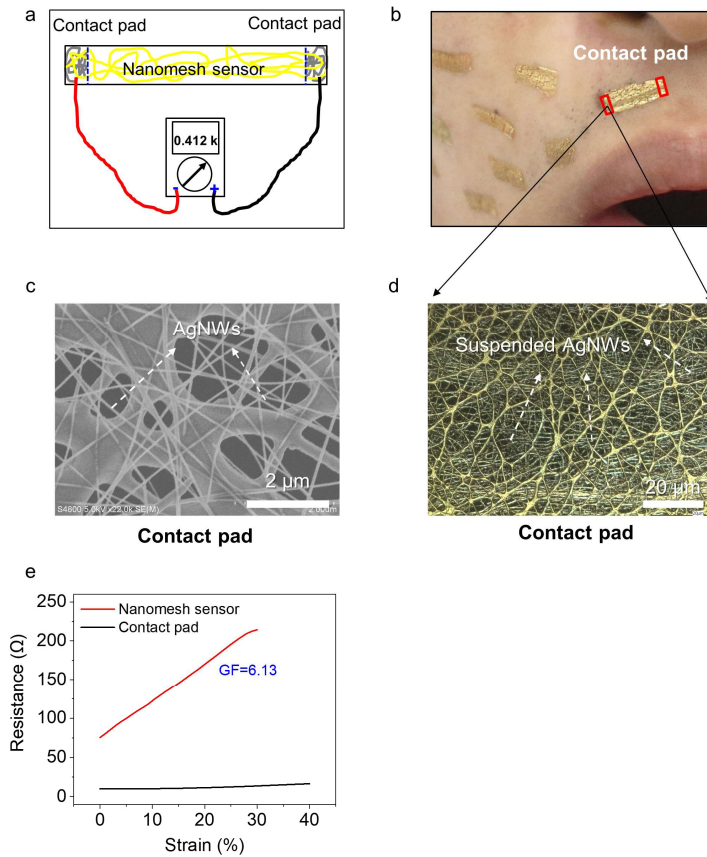 a
Contact pad
Contact pad
Nanomesh sensor
0.412 k
-
+
b
Contact pad
c
AgNWs
2 μm
S4800 5.0kV x22.0k SE(M)
2.00um
Contact pad
d
Suspended AgNWs
20 μm
Contact pad
e
Nanomesh sensor
Contact pad
GF=6.13
Resistance (Ω)
250
200
150
100
50
0
0
10
20
30
40
Strain (%)